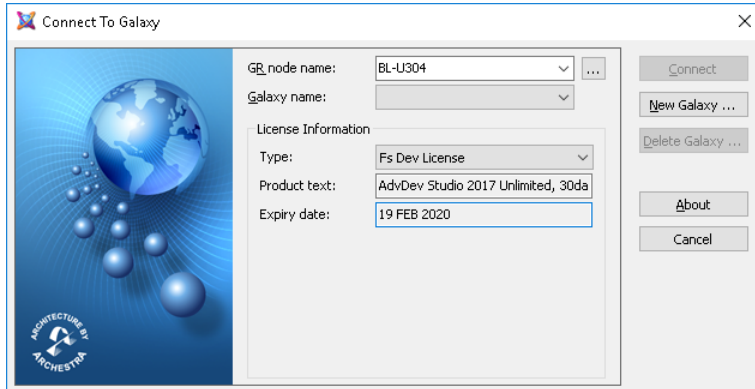 Connect To Galaxy
GR node name:
BL-U304
...
Connect
Galaxy name:
New Galaxy ...
License Information
Delete Galaxy ...
Type:
Fs Dev License
Product text:
AdvDev Studio 2017 Unlimited, 30da
About
Expiry date:
19 FEB 2020
Cancel
ARCHITECTURE BY
ARCHESTRA